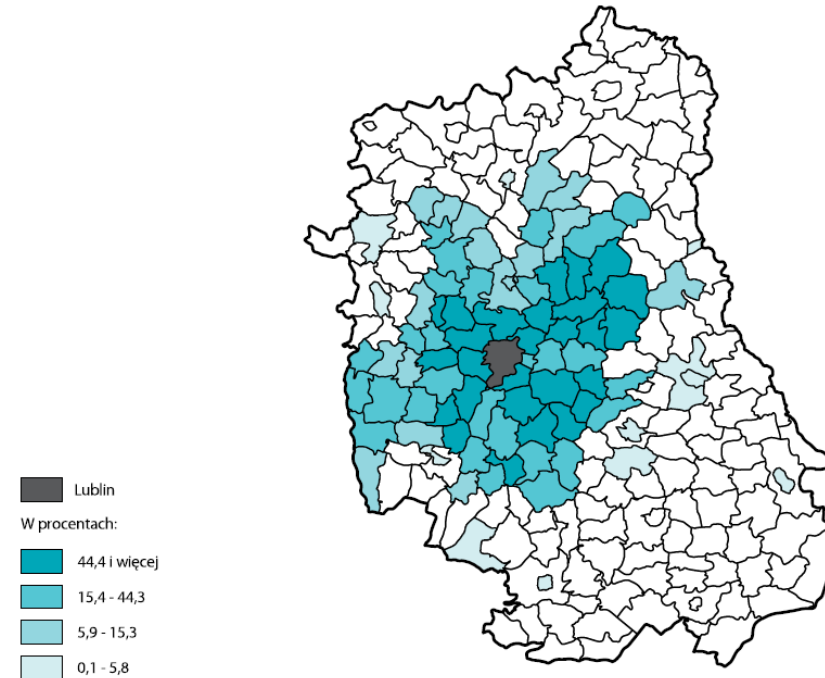 Lublin
W procentach:
44,4 i więcej
15,4 - 44,3
5,9 - 15,3
0,1 - 5,8